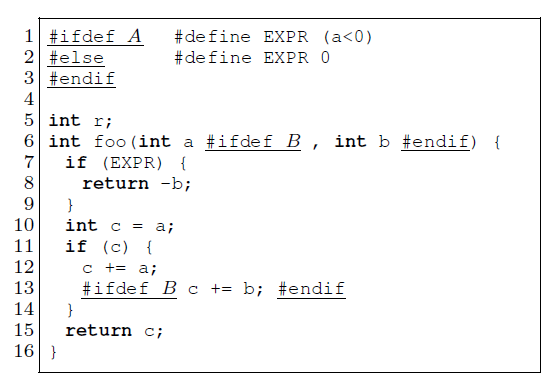 1 #ifdef A #define EXPR (a<0)
2 #else #define EXPR 0
3 #endif
4
5 int r;
6 int foo(int a #ifdef B , int b #endif) {
7 if (EXPR) {
8 return -b;
9 }
10 int c = a;
11 if (c) {
12 c += a;
13 #ifdef B c += b; #endif
14 }
15 return c;
16 }